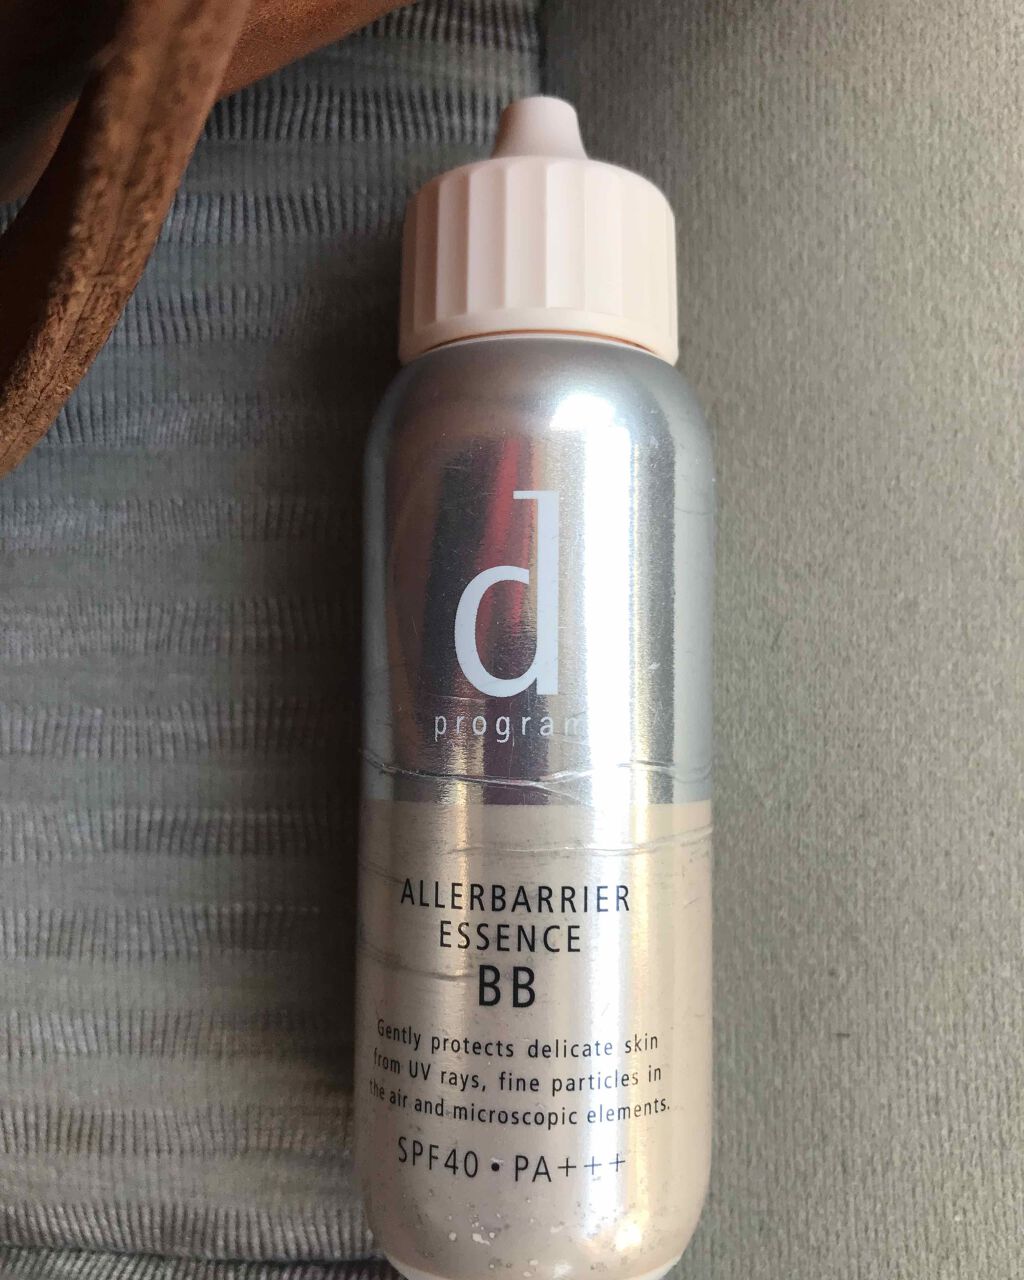 d
program
ALLERBARRIER
ESSENCE
BB
Gently protects delicate skin
from UV rays, fine particles in
the air and microscopic elements.
SPF40・PA+++